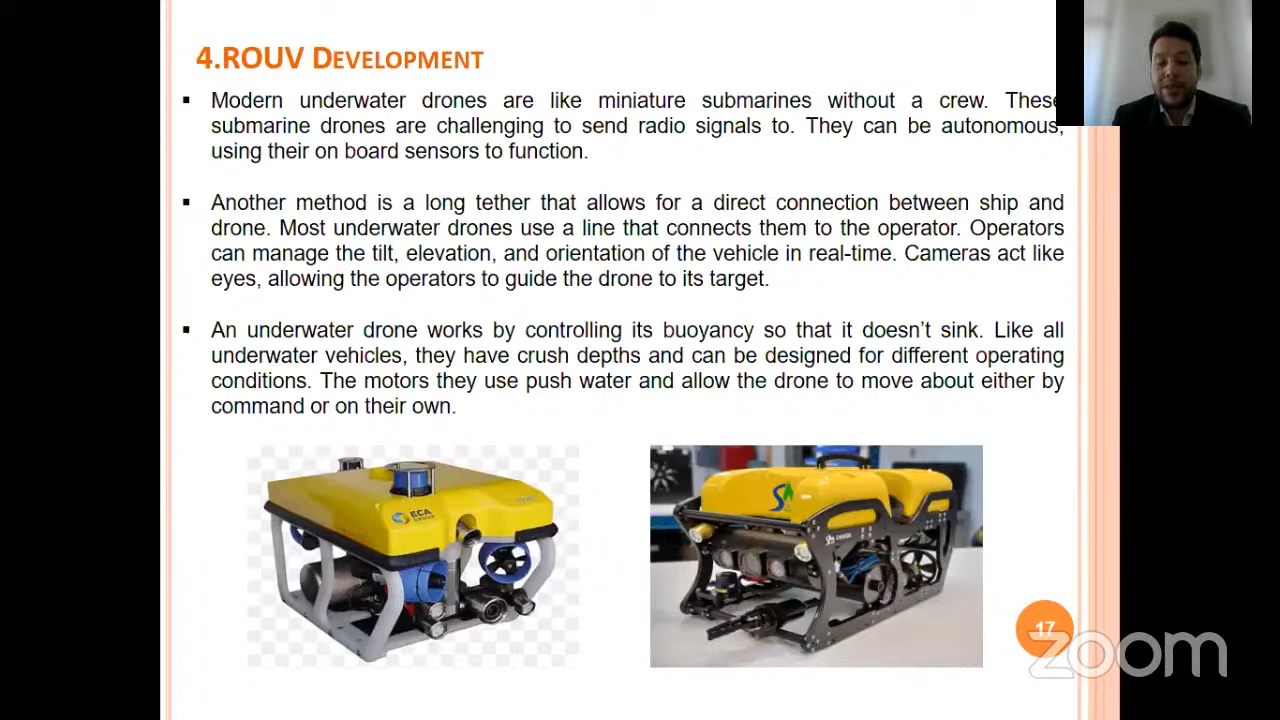 4.ROUV DEVELOPMENT
▪ Modern underwater drones are like miniature submarines without a crew. These
submarine drones are challenging to send radio signals to. They can be autonomous,
using their on board sensors to function.
▪ Another method is a long tether that allows for a direct connection between ship and
drone. Most underwater drones use a line that connects them to the operator. Operators
can manage the tilt, elevation, and orientation of the vehicle in real-time. Cameras act like
eyes, allowing the operators to guide the drone to its target.
▪ An underwater drone works by controlling its buoyancy so that it doesn’t sink. Like all
underwater vehicles, they have crush depths and can be designed for different operating
conditions. The motors they use push water and allow the drone to move about either by
command or on their own.
ECA
GROUP
17
zoom